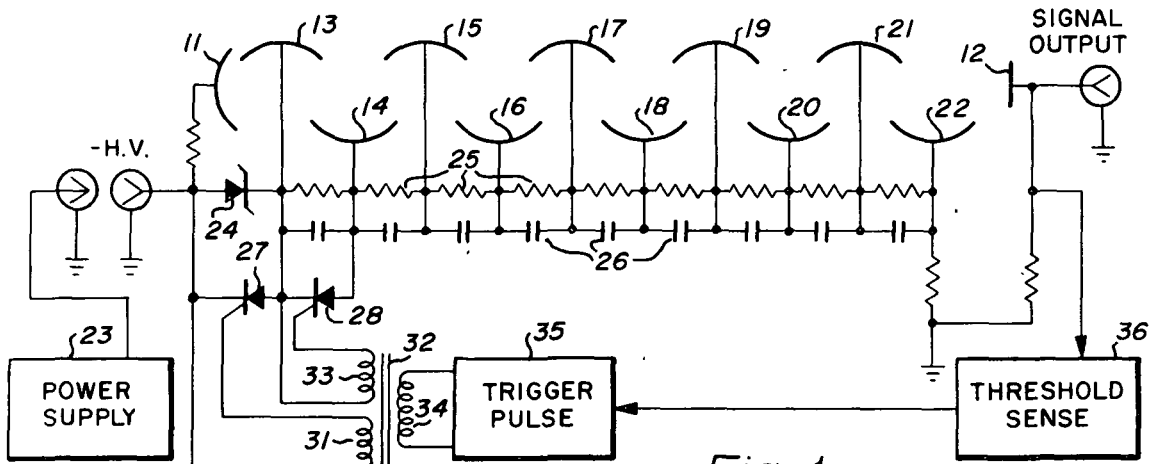 11
13
15
17
19
21
SIGNAL
OUTPUT
12
14
16
18
20
22
-H.V.
25
24
26
27
28
23
POWER
SUPPLY
33
32
34
31
35
TRIGGER
PULSE
36
THRESHOLD
SENSE